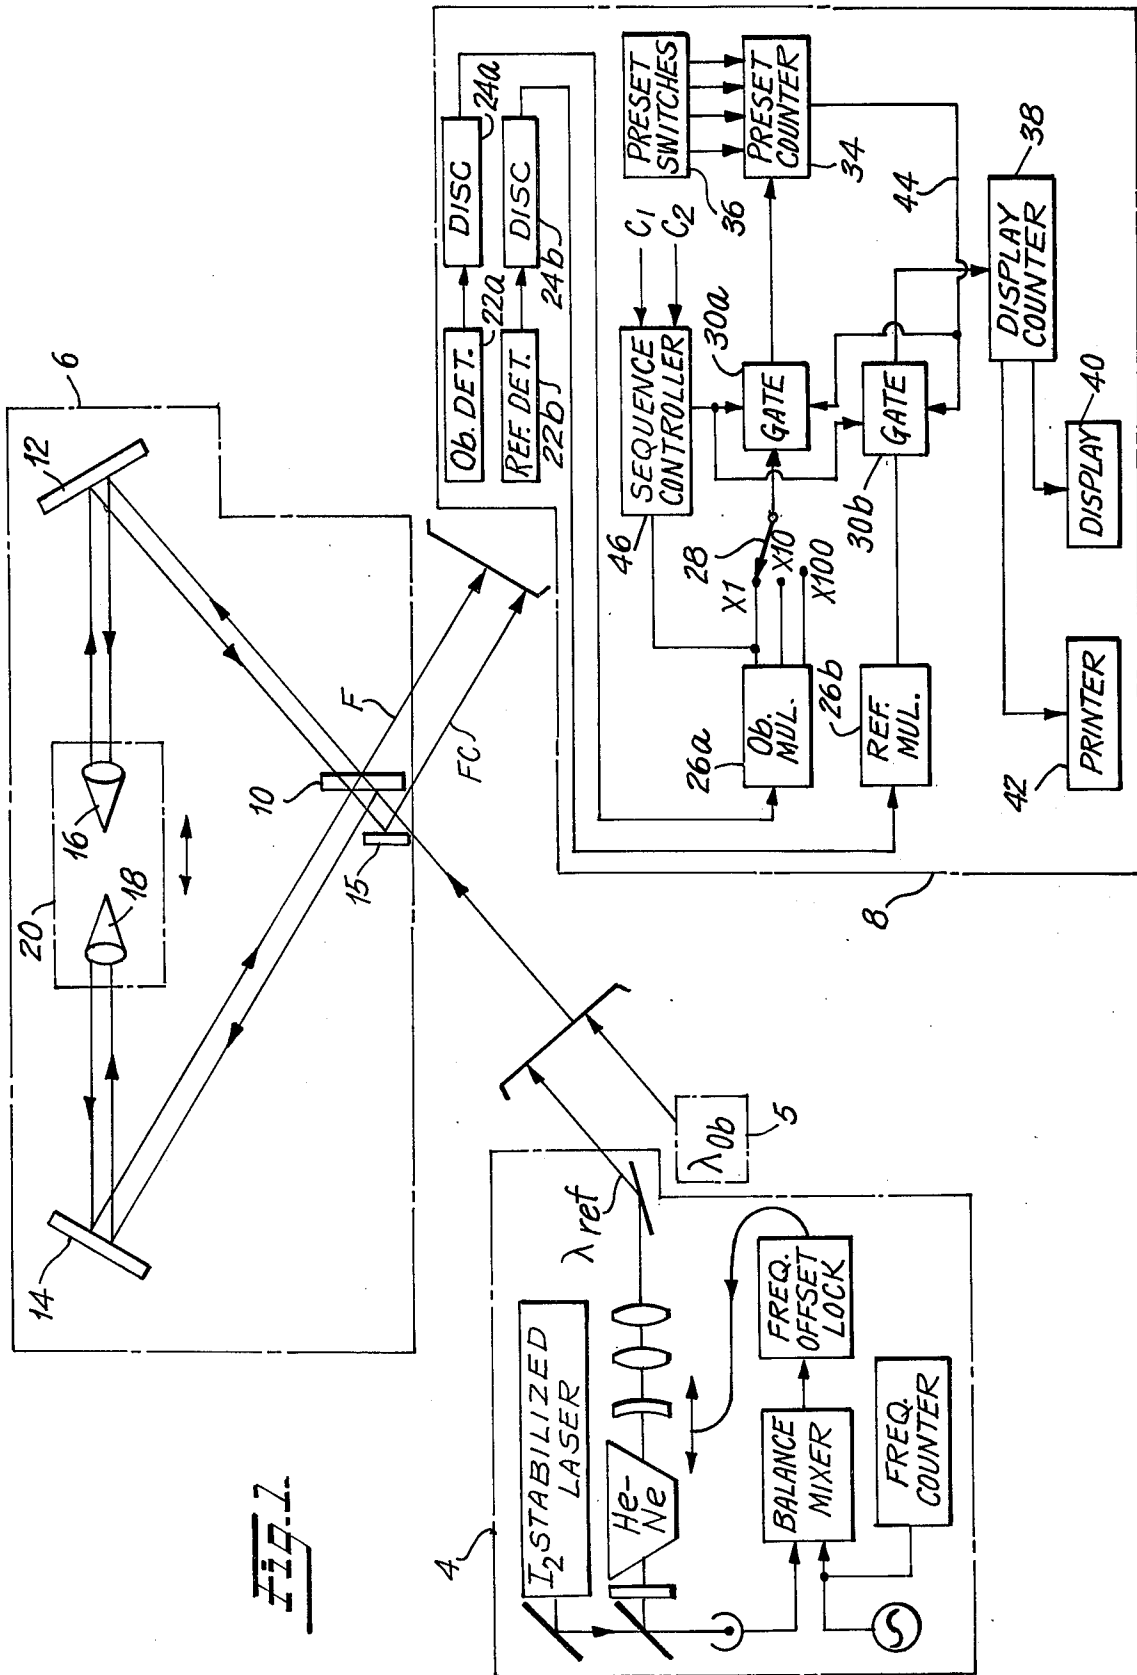 Fig. 1.
4
I2 STABILIZED
LASER
He-
Ne
BALANCE
MIXER
FREQ.
OFFSET
LOCK
FREQ.
COUNTER
λref
λOb
5
6
12
14
16
18
20
10
15
F
FC
8
Ob. DET.
22a
DISC
24a
REF. DET.
22b
DISC
24b
SEQUENCE
CONTROLLER
46
C1
C2
PRESET
SWITCHES
36
PRESET
COUNTER
34
GATE
30a
GATE
30b
28
X1
X10
X100
Ob.
MUL.
26a
REF.
MUL.
26b
44
DISPLAY
COUNTER
38
DISPLAY
40
PRINTER
42